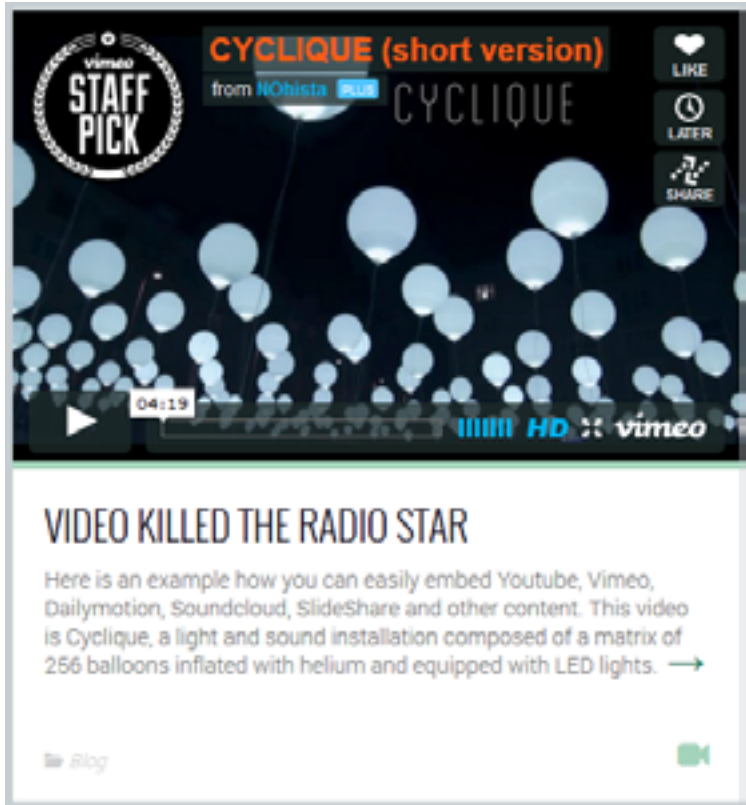 vimeo
STAFF
PICK
CYCLIQUE (short version)
from NOhista PLUS
CYCLIQUE
LIKE
LATER
SHARE
04:19
HD vimeo
VIDEO KILLED THE RADIO STAR
Here is an example how you can easily embed Youtube, Vimeo,
Dailymotion, Soundcloud, SlideShare and other content. This video
is Cyclique, a light and sound installation composed of a matrix of
256 balloons inflated with helium and equipped with LED lights. →
Blog